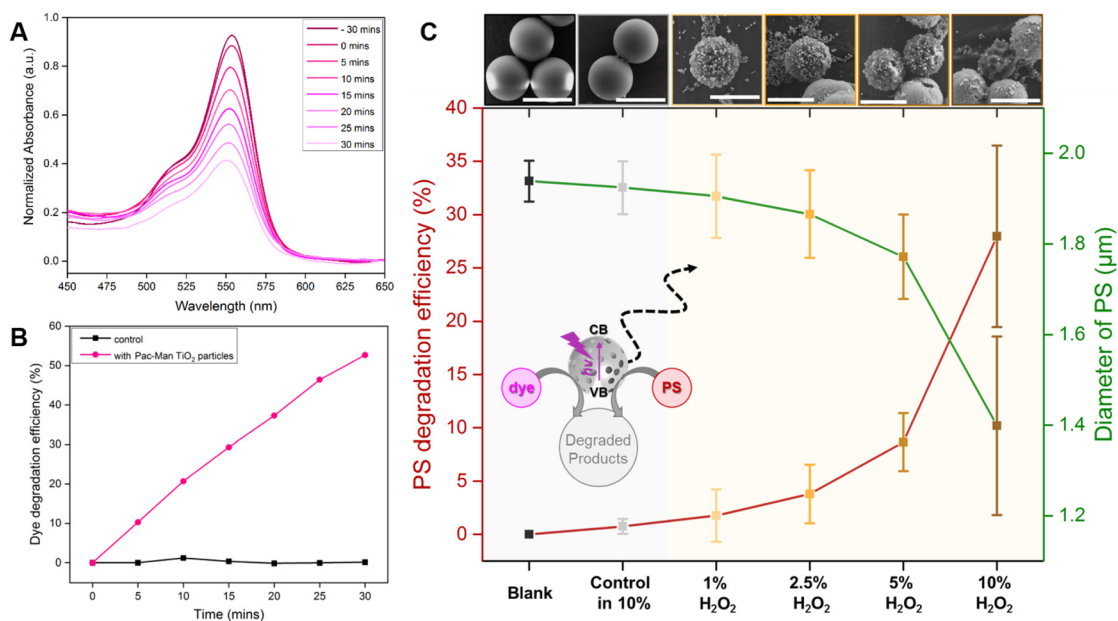 A
Normalized Absorbance (a.u.)
1.0
0.8
0.6
0.4
0.2
0.0
- 30 mins
0 mins
5 mins
10 mins
15 mins
20 mins
25 mins
30 mins
450 475 500 525 550 575 600 625 650
Wavelength (nm)
B
Dye degradation efficiency (%)
60
50
40
30
20
10
0
control
with Pac-Man TiO₂ particles
0 5 10 15 20 25 30
Time (mins)
C
PS degradation efficiency (%)
40
35
30
25
20
15
10
5
0
CB
hν
VB
dye
PS
Degraded
Products
2.0
1.8
1.6
1.4
1.2
Diameter of PS (μm)
Blank
Control
in 10%
1%
H₂O₂
2.5%
H₂O₂
5%
H₂O₂
10%
H₂O₂